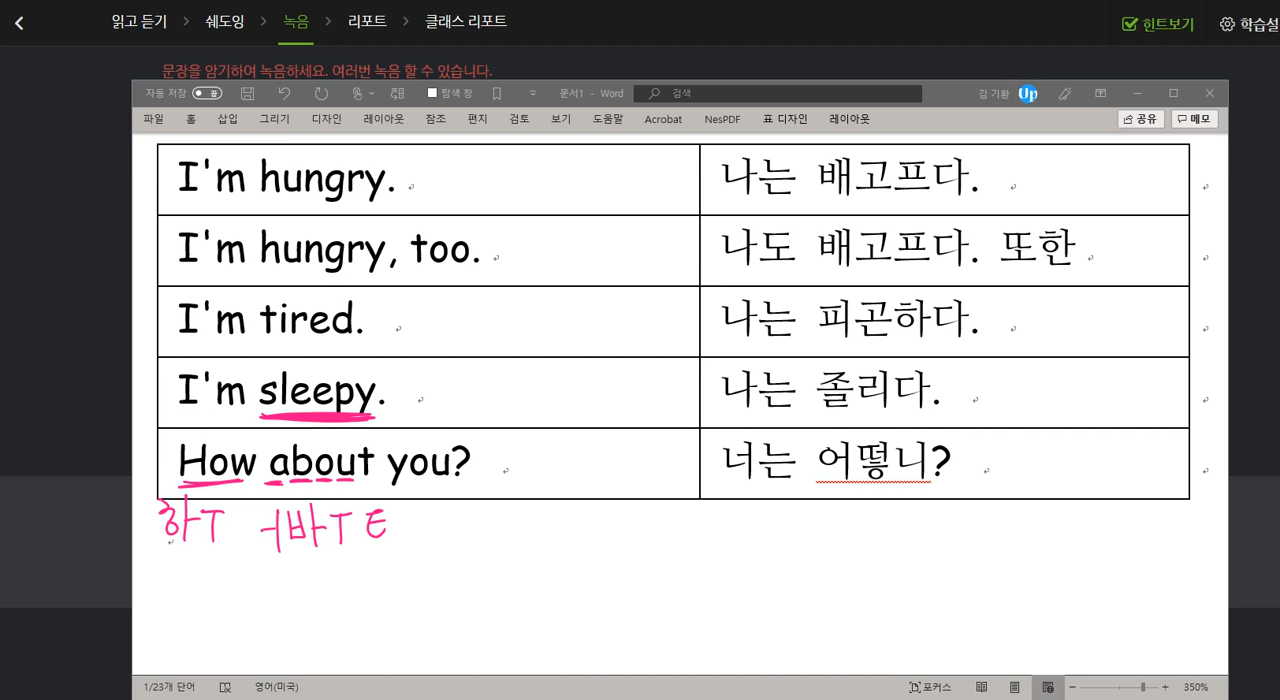 읽고 듣기 > 쉐도잉 > 녹음 > 리포트 > 클래스 리포트 힌트보기 학습설
문장을 암기하여 녹음하세요. 여러번 녹음 할 수 있습니다.
자동 저장 끔 탐색 창 문서1 - Word 검색 김 기환 Up
파일 홈 삽입 그리기 디자인 레이아웃 참조 편지 검토 보기 도움말 Acrobat NesPDF 표 디자인 레이아웃 공유 메모
I'm hungry. 나는 배고프다.
I'm hungry, too. 나도 배고프다. 또한
I'm tired. 나는 피곤하다.
I'm sleepy. 나는 졸리다.
How about you? 너는 어떻니?
하ㅜ ㅓ바ㅜㅌ
1/23개 단어 영어(미국) 포커스 350%